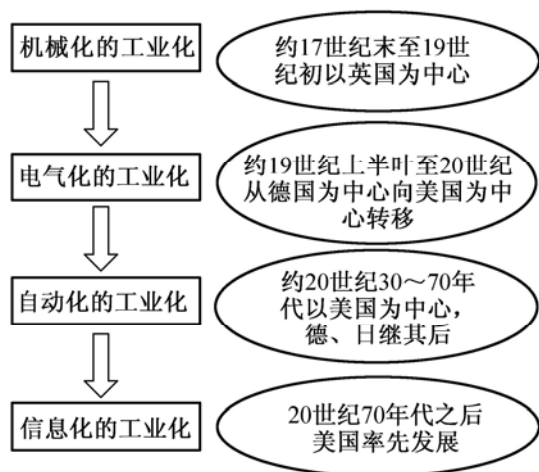 机械化的工业化
约17世纪末至19世
纪初以英国为中心
电气化的工业化
约19世纪上半叶至20世纪
从德国为中心向美国为中
心转移
自动化的工业化
约20世纪30～70年
代以美国为中心，
德、日继其后
信息化的工业化
20世纪70年代之后
美国率先发展